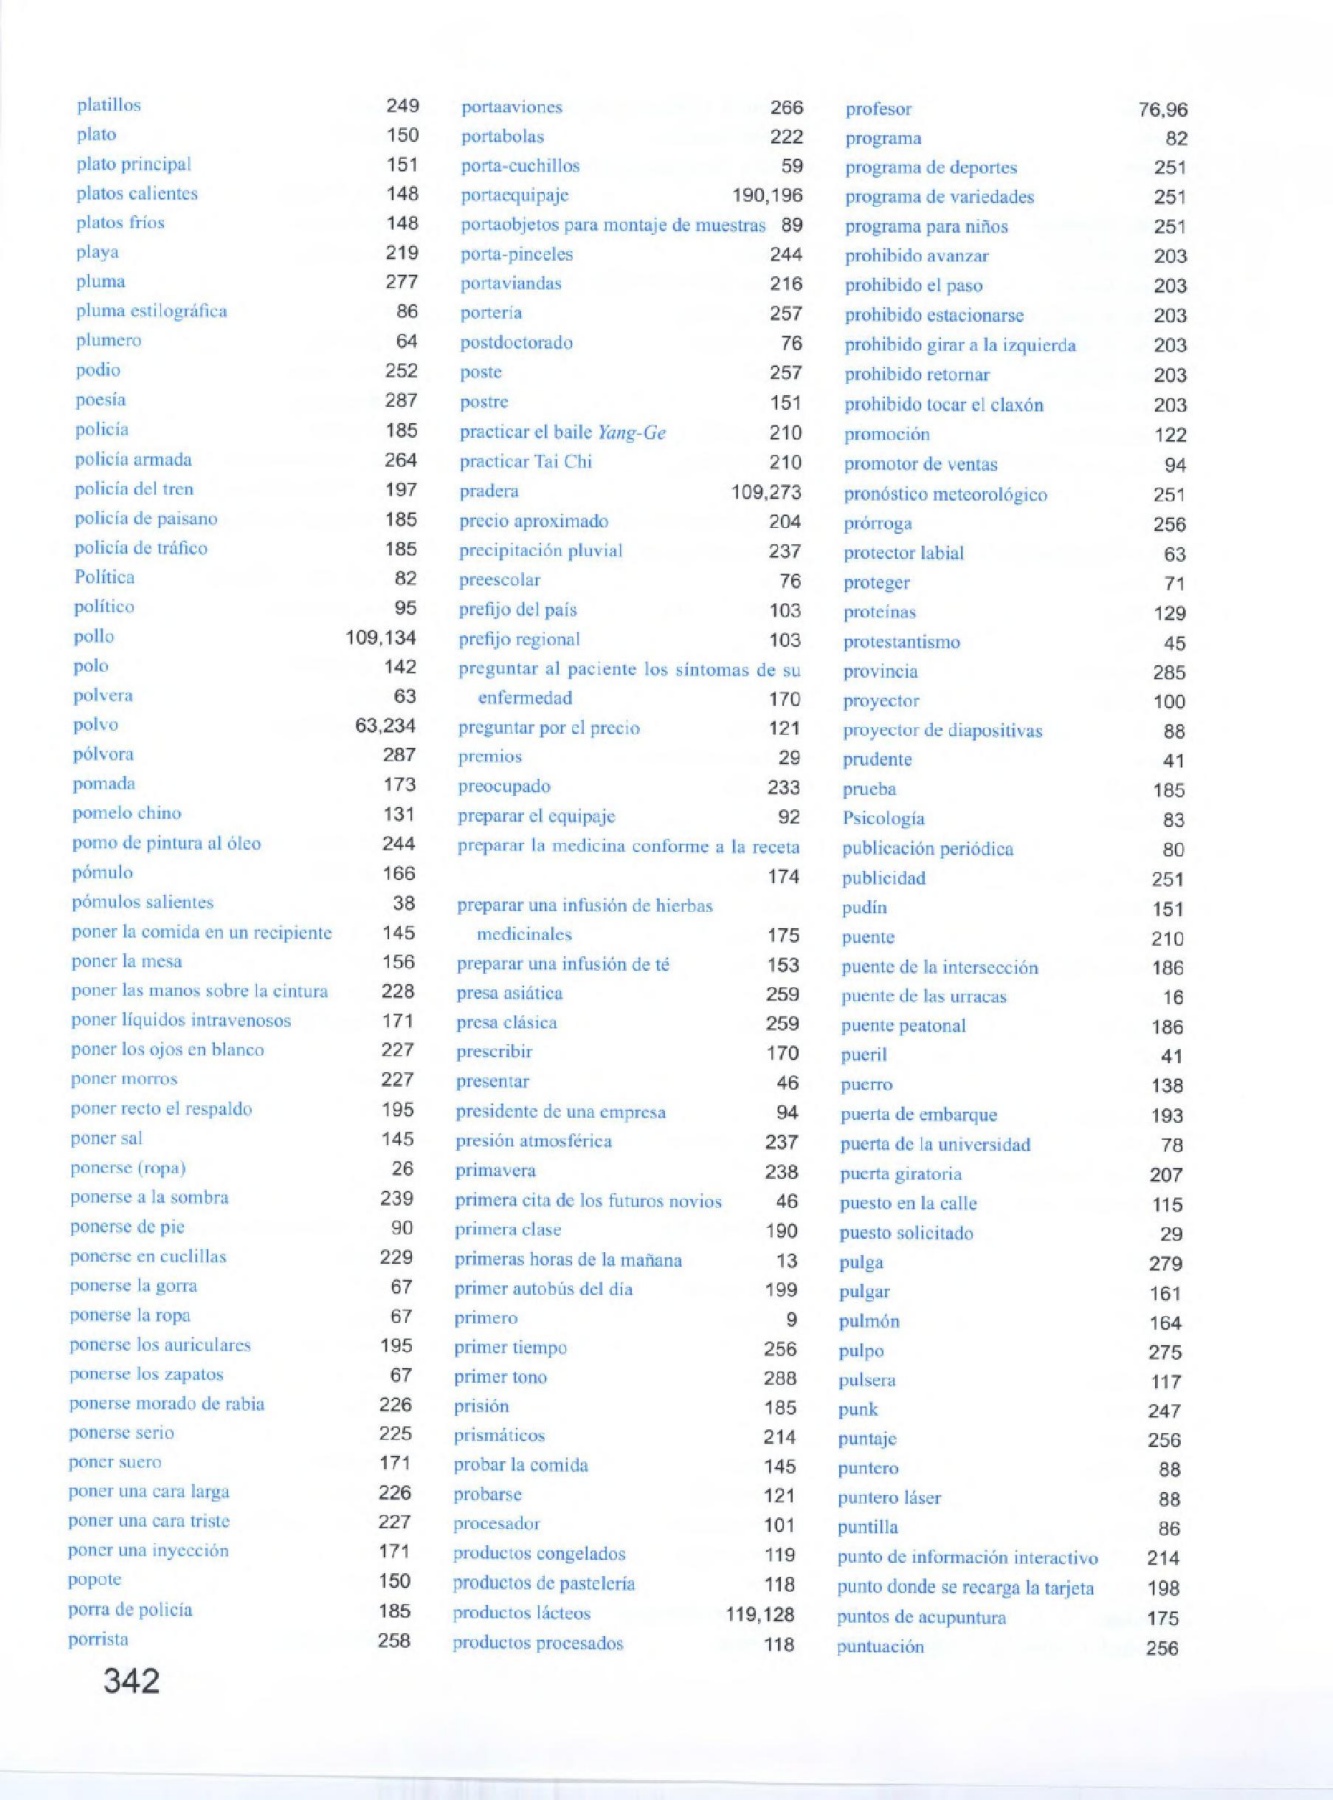 platillos 249
plato 150
plato principal 151
platos calientes 148
platos fríos 148
playa 219
pluma 277
pluma estilográfica 86
plumero 64
podio 252
poesía 287
policía 185
policía armada 264
policía del tren 197
policía de paisano 185
policía de tráfico 185
Política 82
político 95
pollo 109,134
polo 142
polvera 63
polvo 63,234
pólvora 287
pomada 173
pomelo chino 131
pomo de pintura al óleo 244
pómulo 166
pómulos salientes 38
poner la comida en un recipiente 145
poner la mesa 156
poner las manos sobre la cintura 228
poner líquidos intravenosos 171
poner los ojos en blanco 227
poner morros 227
poner recto el respaldo 195
poner sal 145
ponerse (ropa) 26
ponerse a la sombra 239
ponerse de pie 90
ponerse en cuclillas 229
ponerse la gorra 67
ponerse la ropa 67
ponerse los auriculares 195
ponerse los zapatos 67
ponerse morado de rabia 226
ponerse serio 225
poner suero 171
poner una cara larga 226
poner una cara triste 227
poner una inyección 171
popote 150
porra de policía 185
porrista 258
portaaviones 266
portabolas 222
porta-cuchillos 59
portaequipaje 190,196
portaobjetos para montaje de muestras 89
porta-pinceles 244
portaviandas 216
portería 257
postdoctorado 76
poste 257
postre 151
practicar el baile Yang-Ge 210
practicar Tai Chi 210
pradera 109,273
precio aproximado 204
precipitación pluvial 237
preescolar 76
prefijo del país 103
prefijo regional 103
preguntar al paciente los síntomas de su
enfermedad 170
preguntar por el precio 121
premios 29
preocupado 233
preparar el equipaje 92
preparar la medicina conforme a la receta
174
preparar una infusión de hierbas
medicinales 175
preparar una infusión de té 153
presa asiática 259
presa clásica 259
prescribir 170
presentar 46
presidente de una empresa 94
presión atmosférica 237
primavera 238
primera cita de los futuros novios 46
primera clase 190
primeras horas de la mañana 13
primer autobús del día 199
primero 9
primer tiempo 256
primer tono 288
prisión 185
prismáticos 214
probar la comida 145
probarse 121
procesador 101
productos congelados 119
productos de pastelería 118
productos lácteos 119,128
productos procesados 118
profesor 76,96
programa 82
programa de deportes 251
programa de variedades 251
programa para niños 251
prohibido avanzar 203
prohibido el paso 203
prohibido estacionarse 203
prohibido girar a la izquierda 203
prohibido retornar 203
prohibido tocar el claxón 203
promoción 122
promotor de ventas 94
pronóstico meteorológico 251
prórroga 256
protector labial 63
proteger 71
proteínas 129
protestantismo 45
provincia 285
proyector 100
proyector de diapositivas 88
prudente 41
prueba 185
Psicología 83
publicación periódica 80
publicidad 251
pudín 151
puente 210
puente de la intersección 186
puente de las urracas 16
puente peatonal 186
pueril 41
puerro 138
puerta de embarque 193
puerta de la universidad 78
puerta giratoria 207
puesto en la calle 115
puesto solicitado 29
pulga 279
pulgar 161
pulmón 164
pulpo 275
pulsera 117
punk 247
puntaje 256
puntero 88
puntero láser 88
puntilla 86
punto de información interactivo 214
punto donde se recarga la tarjeta 198
puntos de acupuntura 175
puntuación 256
342